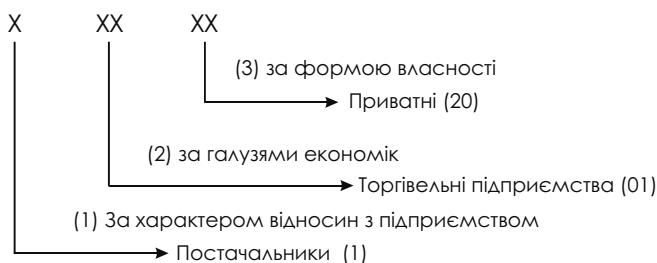 X XX XX
(3) за формою власності
Приватні (20)
(2) за галузями економік
Торгівельні підприємства (01)
(1) За характером відносин з підприємством
Постачальники (1)